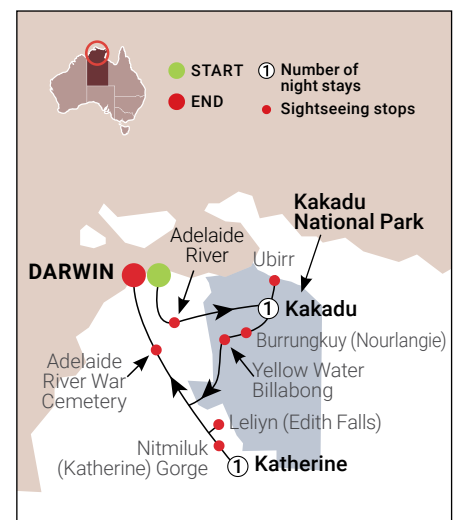 START
END
1 Number of
night stays
Sightseeing stops
Kakadu
National Park
Adelaide
River
Ubirr
DARWIN
1 Kakadu
Burrungkuy (Nourlangie)
Adelaide
River War
Cemetery
Yellow Water
Billabong
Leliyn (Edith Falls)
Nitmiluk
(Katherine) Gorge
1 Katherine